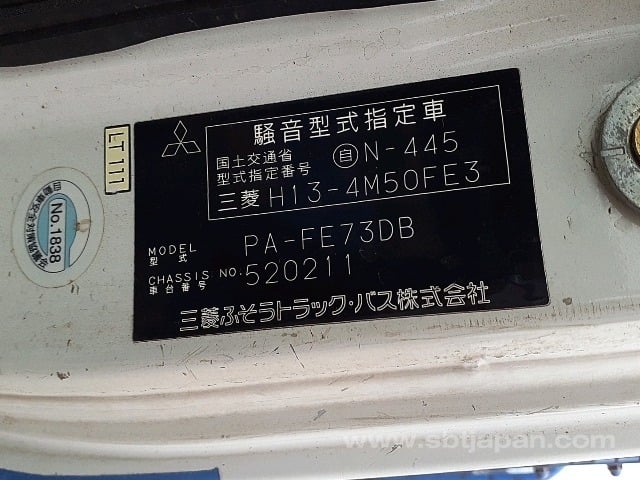 騒音型式指定車
国土交通省
型式指定番号 自 N-445
三菱 H13-4M50FE3
MODEL
型式
PA-FE73DB
CHASSIS NO.
車台番号
520211
三菱ふそうトラック・バス株式会社
LT 111
No.1838
www.sbtjapan.com